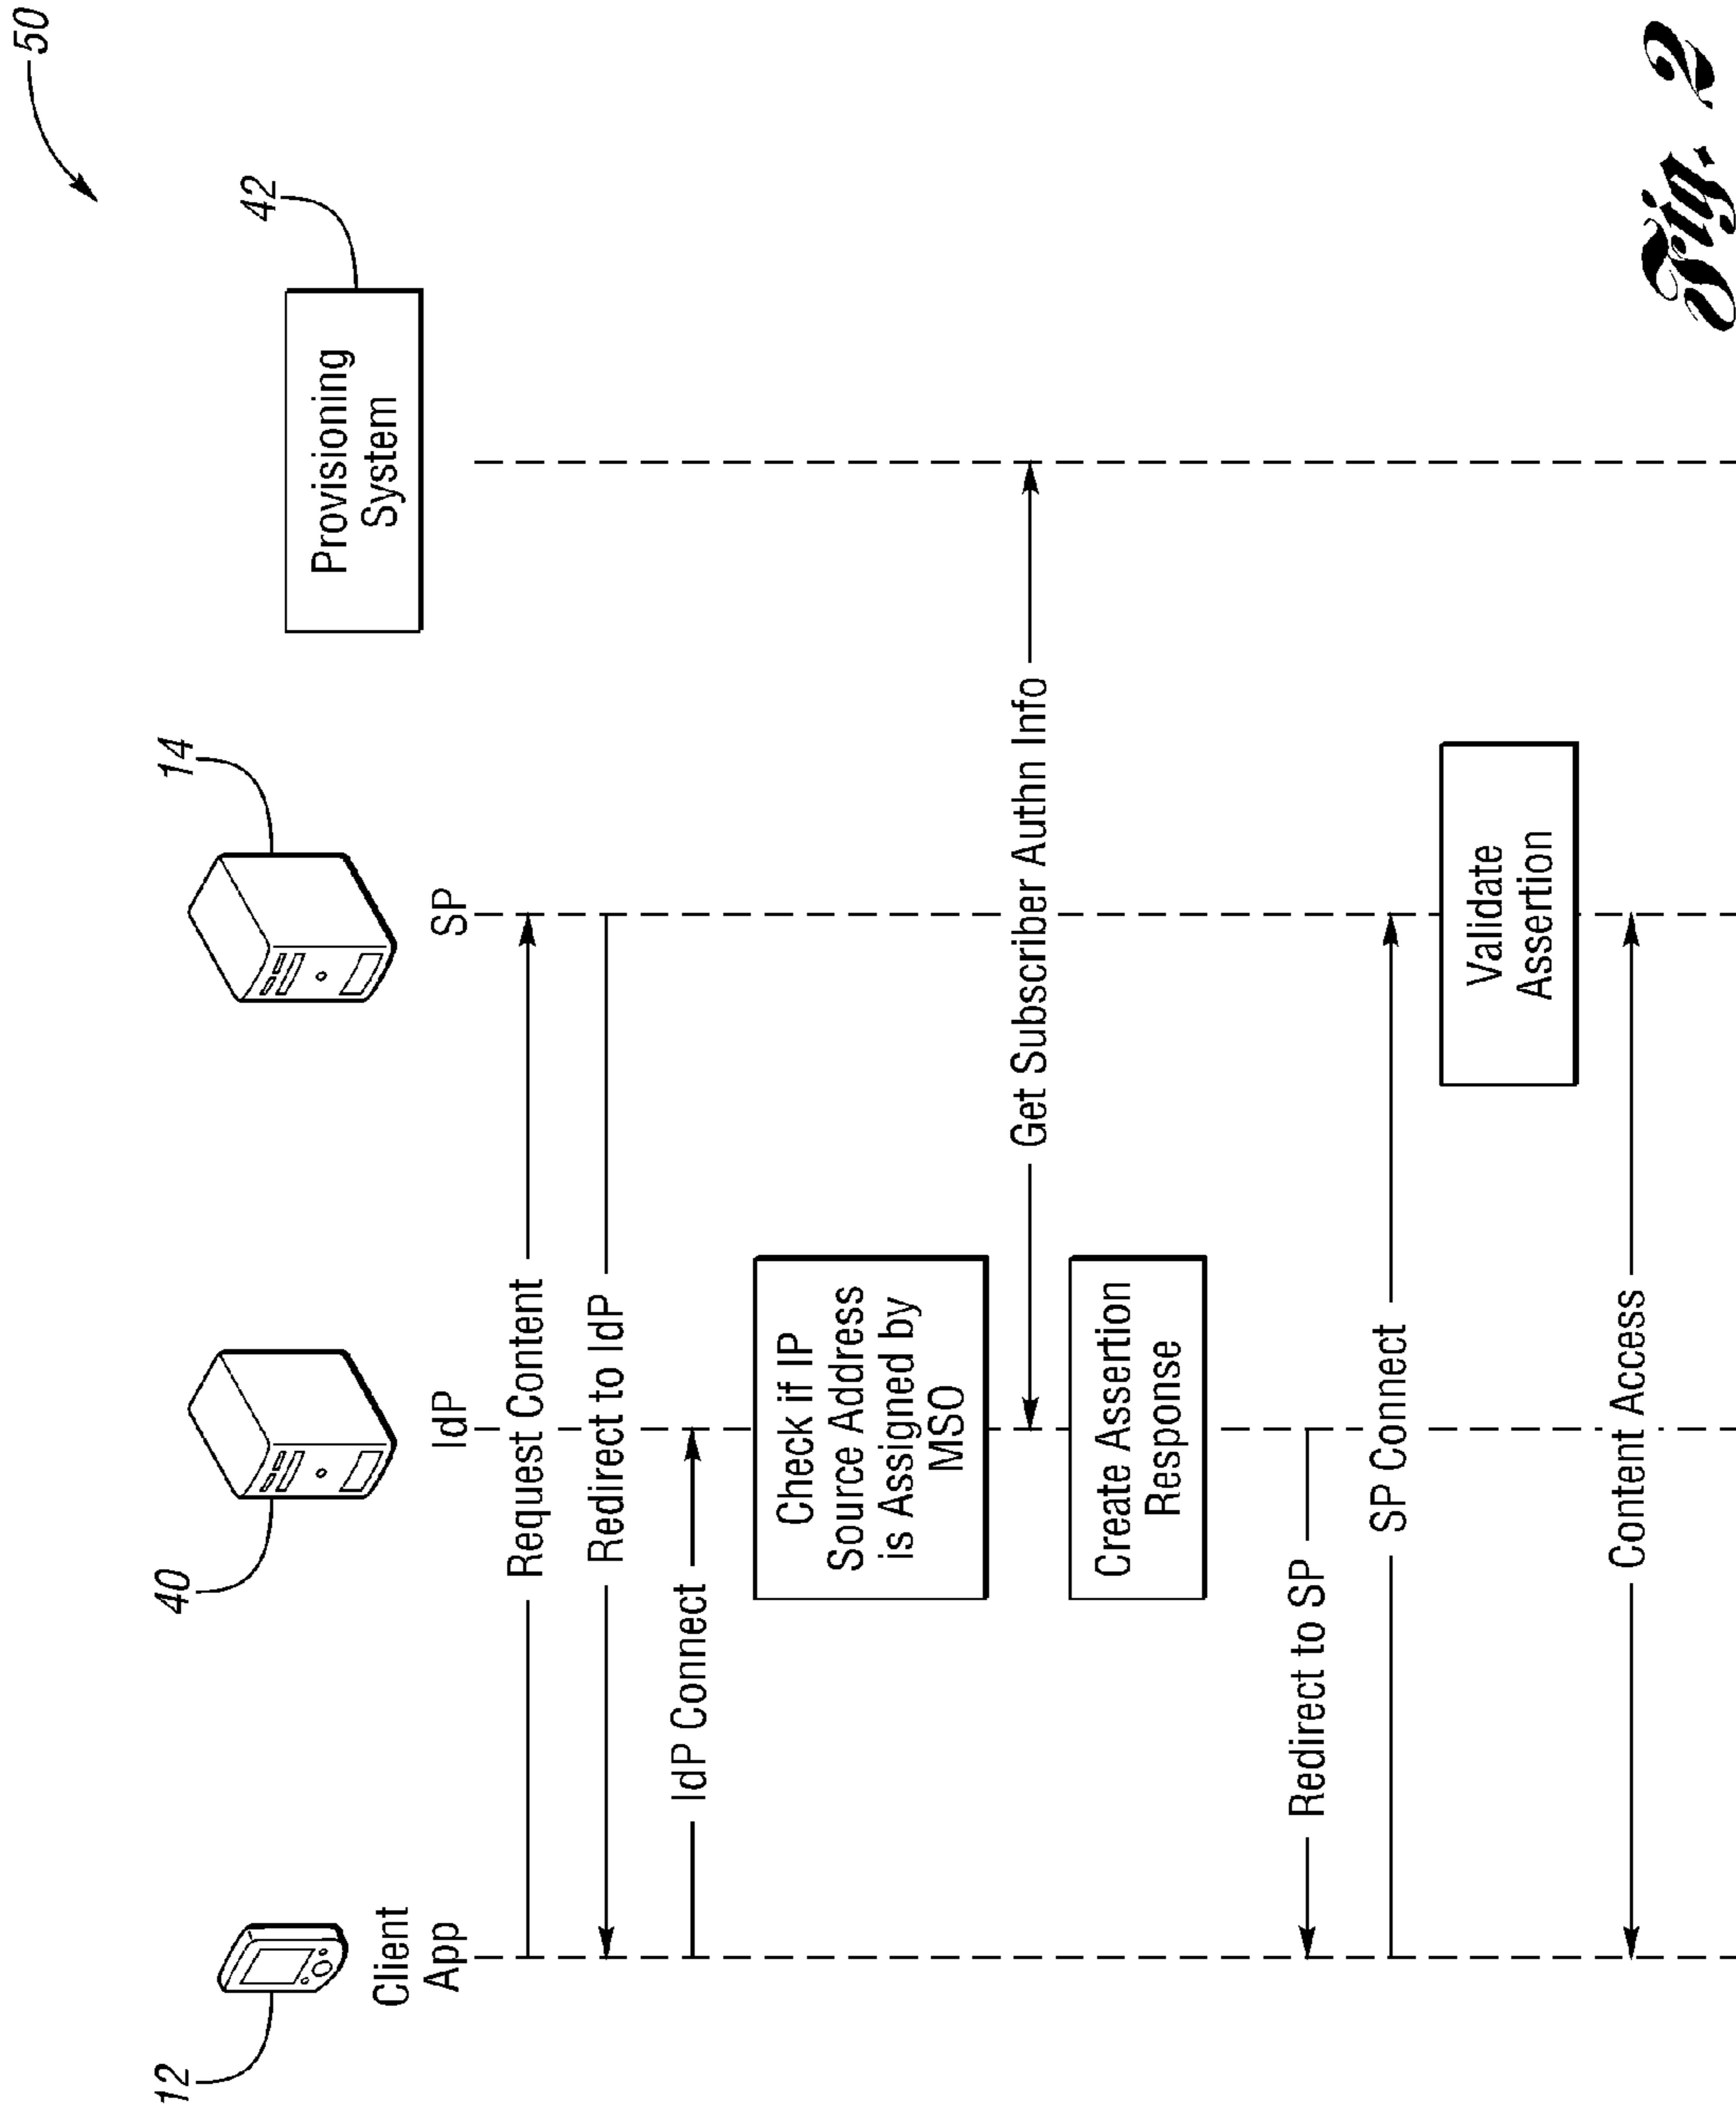 50
12
40
14
42
Client
App
IdP
SP
Provisioning
System
Request Content
Redirect to IdP
IdP Connect
Check if IP
Source Address
is Assigned by
MSO
Get Subscriber Authn Info
Create Assertion
Response
Redirect to SP
SP Connect
Validate
Assertion
Content Access
Fig. 2